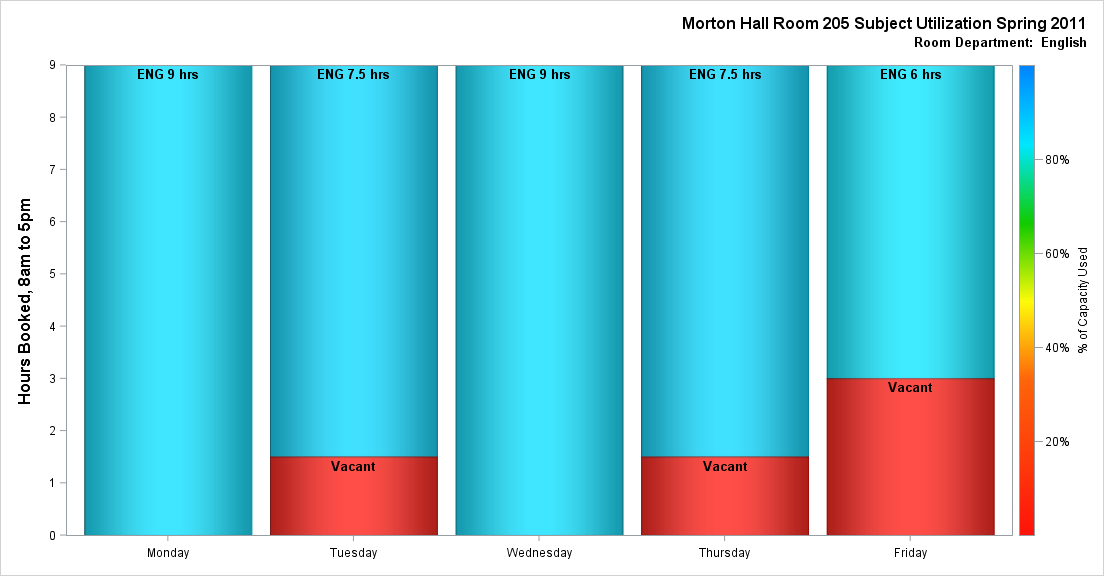 Morton Hall Room 205 Subject Utilization Spring 2011
Room Department: English
Hours Booked, 8am to 5pm
9
8
7
6
5
4
3
2
1
0
ENG 9 hrs
ENG 7.5 hrs
ENG 9 hrs
ENG 7.5 hrs
ENG 6 hrs
Vacant
Vacant
Vacant
Monday
Tuesday
Wednesday
Thursday
Friday
80%
60%
40%
20%
% of Capacity Used